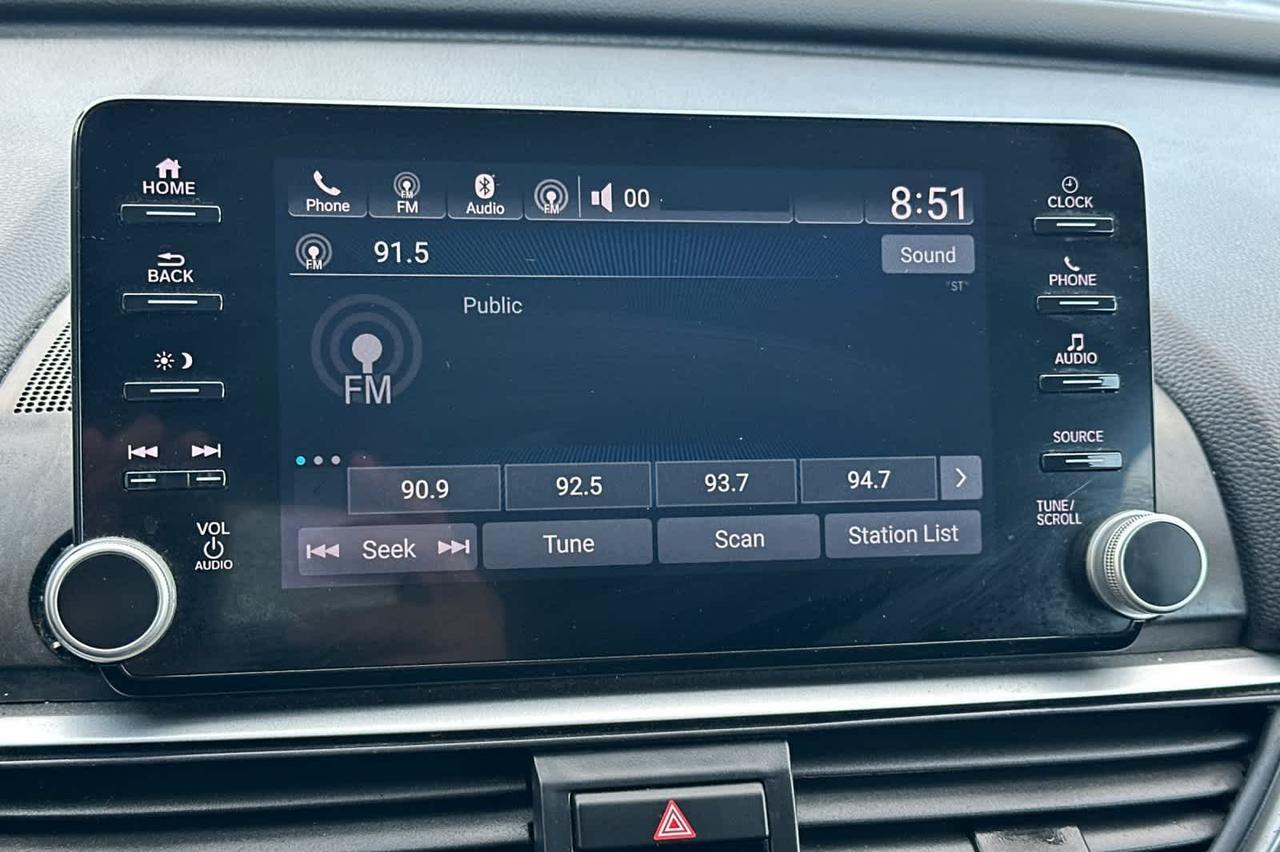 HOME
BACK
VOL
AUDIO
Phone
FM
FM
Audio
FM
00
8:51
FM
91.5
Sound
"ST"
Public
FM
90.9
92.5
93.7
94.7
Seek
Tune
Scan
Station List
CLOCK
PHONE
AUDIO
SOURCE
TUNE/
SCROLL